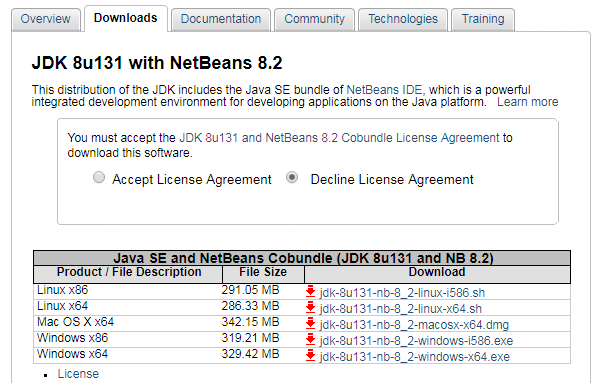 Overview Downloads Documentation Community Technologies Training
JDK 8u131 with NetBeans 8.2
This distribution of the JDK includes the Java SE bundle of NetBeans IDE, which is a powerful
integrated development environment for developing applications on the Java platform. Learn more
You must accept the JDK 8u131 and NetBeans 8.2 Cobundle License Agreement to
download this software.
Accept License Agreement Decline License Agreement
Java SE and NetBeans Cobundle (JDK 8u131 and NB 8.2)
Product / File Description File Size Download
Linux x86 291.05 MB jdk-8u131-nb-8_2-linux-i586.sh
Linux x64 286.33 MB jdk-8u131-nb-8_2-linux-x64.sh
Mac OS X x64 342.15 MB jdk-8u131-nb-8_2-macosx-x64.dmg
Windows x86 319.21 MB jdk-8u131-nb-8_2-windows-i586.exe
Windows x64 329.42 MB jdk-8u131-nb-8_2-windows-x64.exe
License